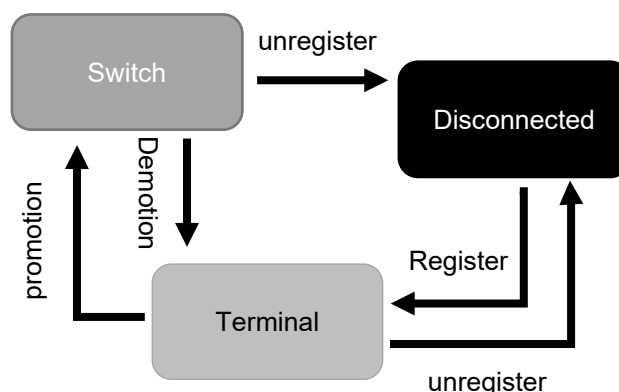 unregister
Switch
Disconnected
Demotion
promotion
Register
Terminal
unregister